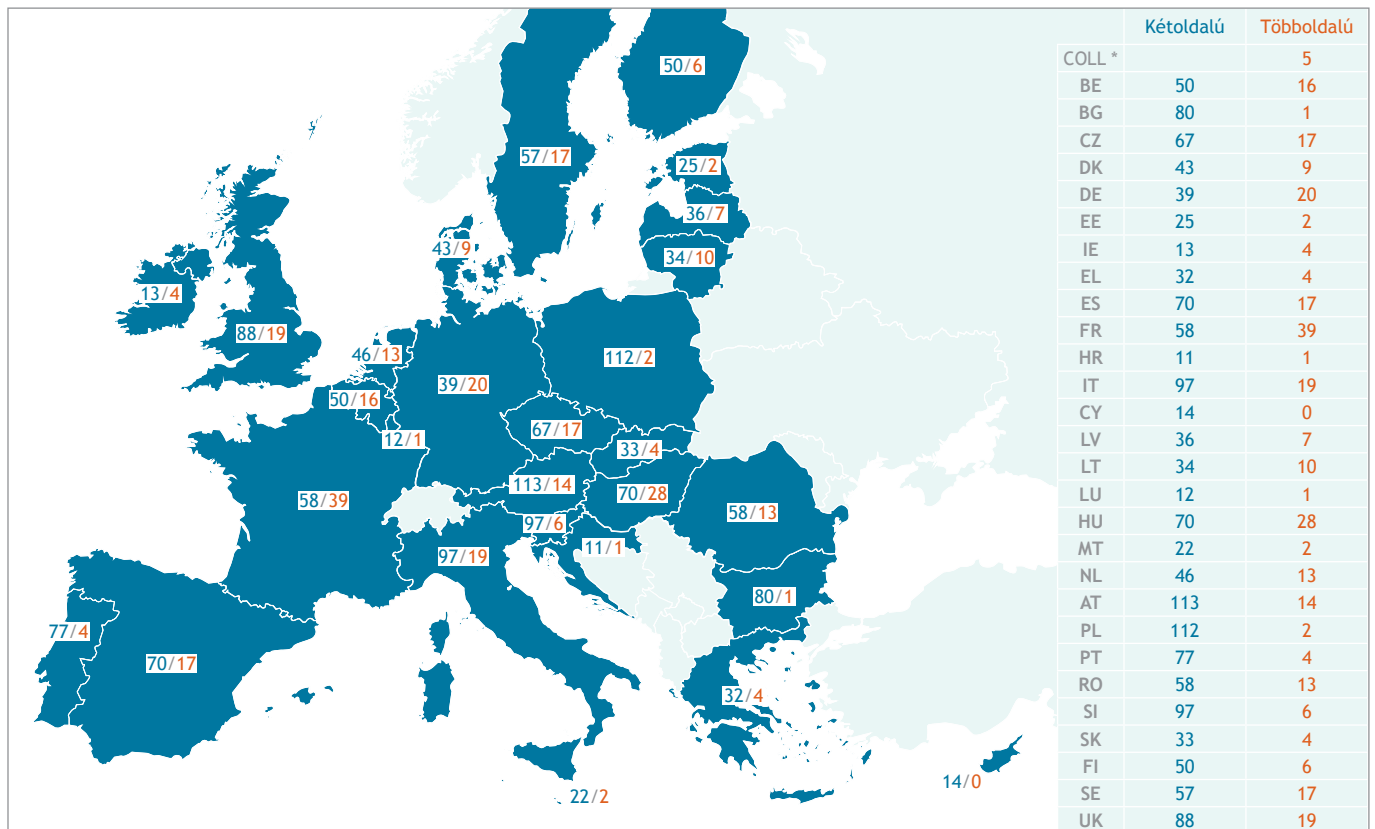 50/6
57/17
25/2
36/7
43/9
34/10
13/4
88/19
46/13
112/2
39/20
50/16
67/17
12/1
33/4
113/14
70/28
58/39
58/13
97/6
11/1
97/19
80/1
77/4
70/17
32/4
14/0
22/2
Kétoldalú Többoldalú
COLL * 5
BE 50 16
BG 80 1
CZ 67 17
DK 43 9
DE 39 20
EE 25 2
IE 13 4
EL 32 4
ES 70 17
FR 58 39
HR 11 1
IT 97 19
CY 14 0
LV 36 7
LT 34 10
LU 12 1
HU 70 28
MT 22 2
NL 46 13
AT 113 14
PL 112 2
PT 77 4
RO 58 13
SI 97 6
SK 33 4
FI 50 6
SE 57 17
UK 88 19